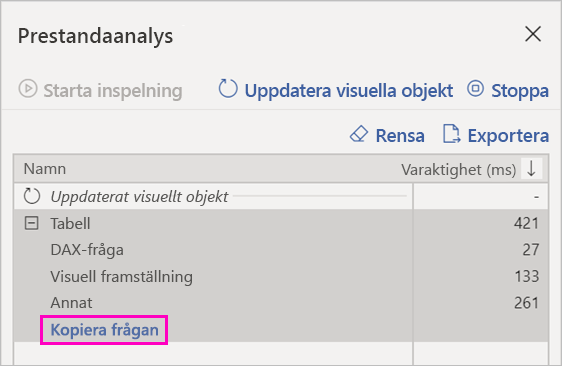 Prestandaanalys
Starta inspelning Uppdatera visuella objekt Stoppa
Rensa Exportera
Namn Varaktighet (ms) ↓
Uppdaterat visuellt objekt -
Tabell 421
DAX-fråga 27
Visuell framställning 133
Annat 261
Kopiera frågan